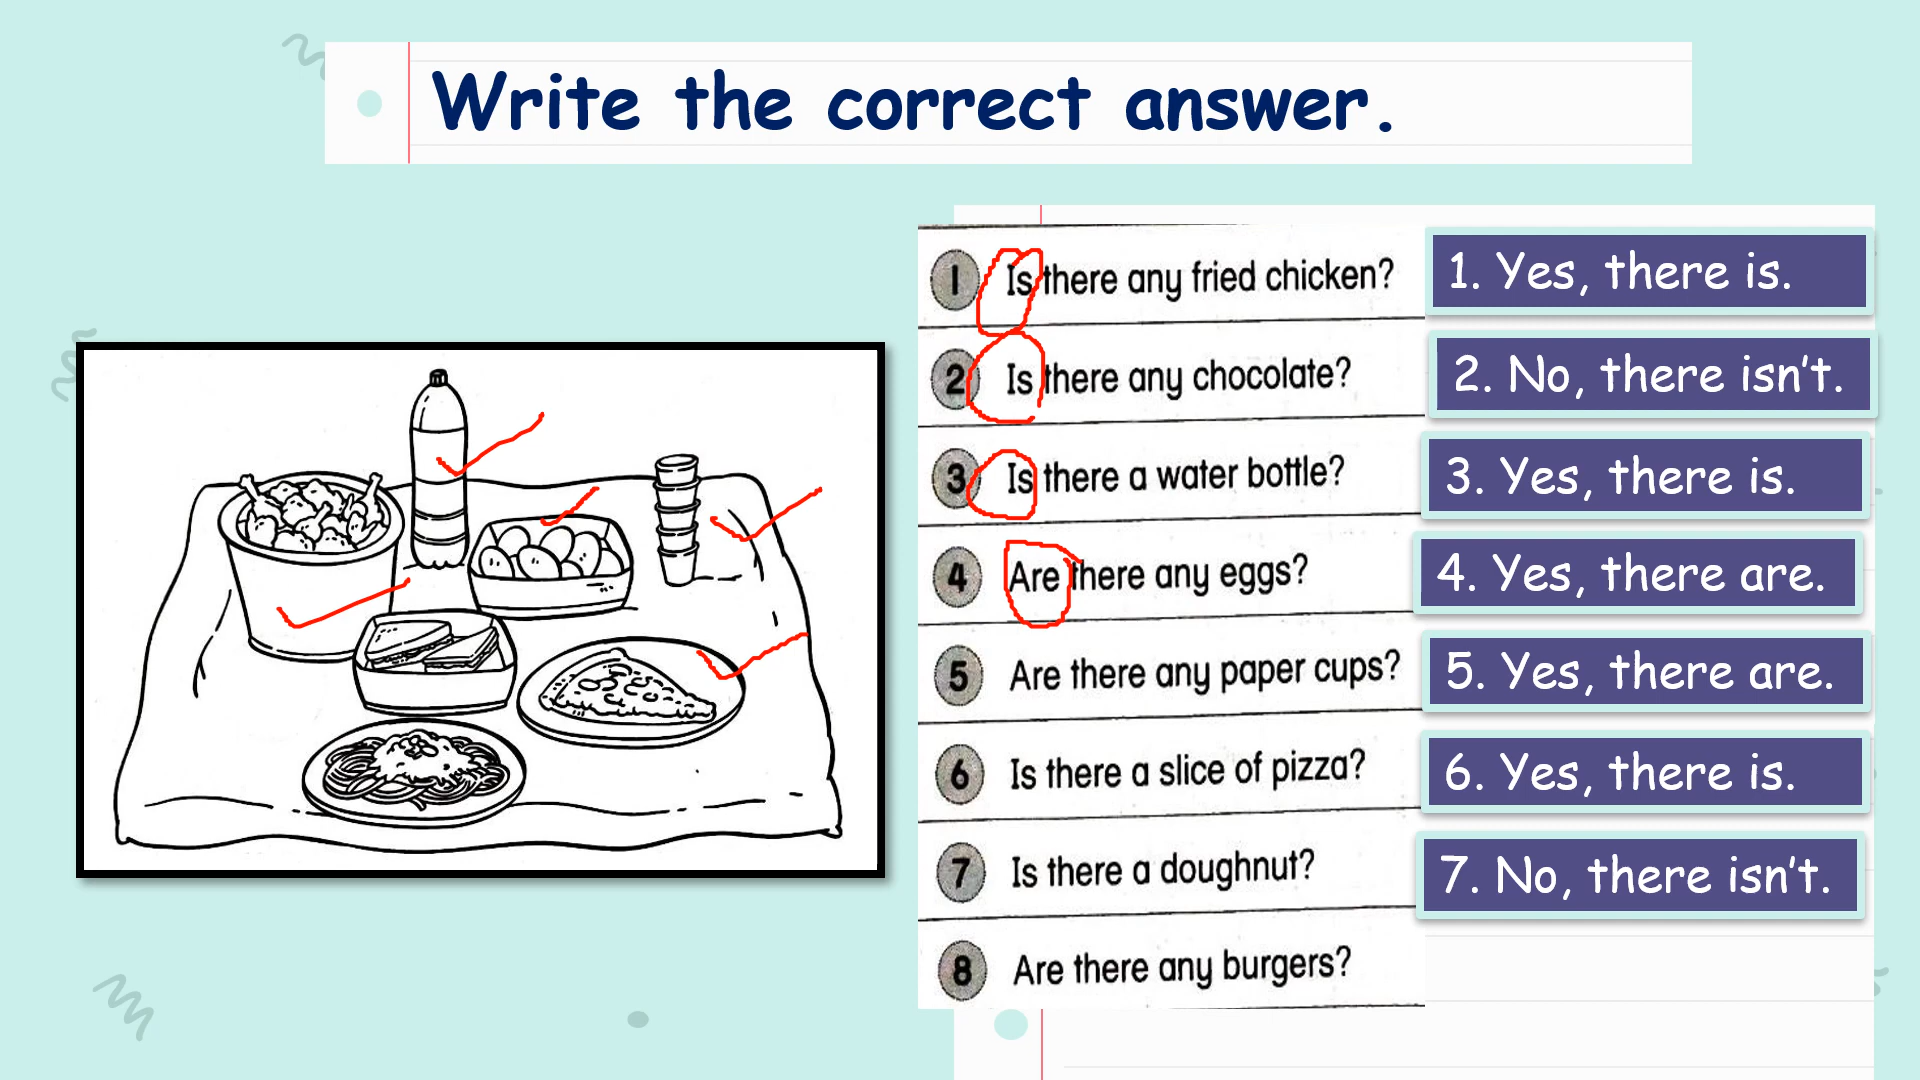 Write the correct answer.
1 Is there any fried chicken?
1. Yes, there is.
2 Is there any chocolate?
2. No, there isn't.
3 Is there a water bottle?
3. Yes, there is.
4 Are there any eggs?
4. Yes, there are.
5 Are there any paper cups?
5. Yes, there are.
6 Is there a slice of pizza?
6. Yes, there is.
7 Is there a doughnut?
7. No, there isn't.
8 Are there any burgers?